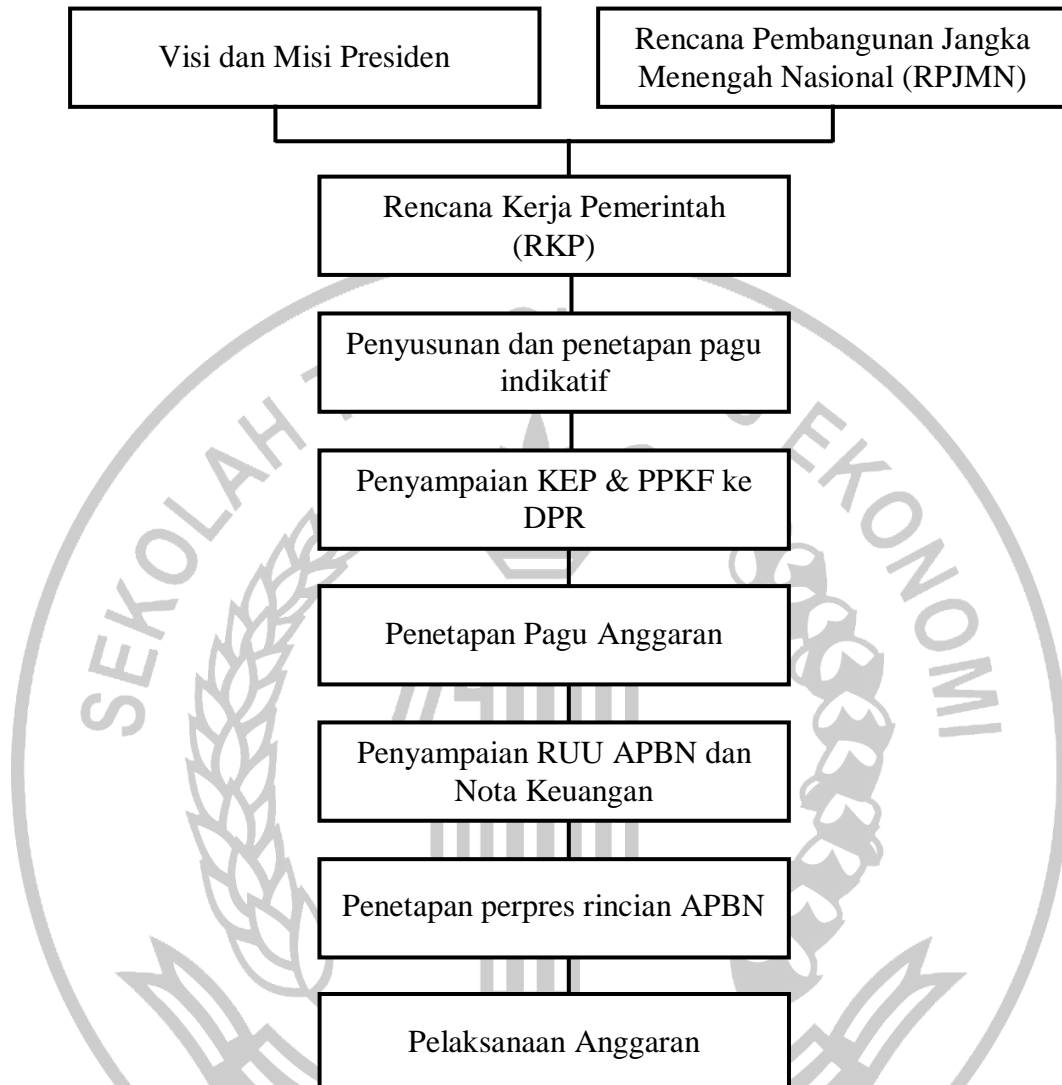 Visi dan Misi Presiden
Rencana Pembangunan Jangka
Menengah Nasional (RPJMN)
Rencana Kerja Pemerintah
(RKP)
Penyusunan dan penetapan pagu
indikatif
Penyampaian KEP & PPKF ke
DPR
Penetapan Pagu Anggaran
Penyampaian RUU APBN dan
Nota Keuangan
Penetapan perpres rincian APBN
Pelaksanaan Anggaran
SEKOLAH EKONOMI